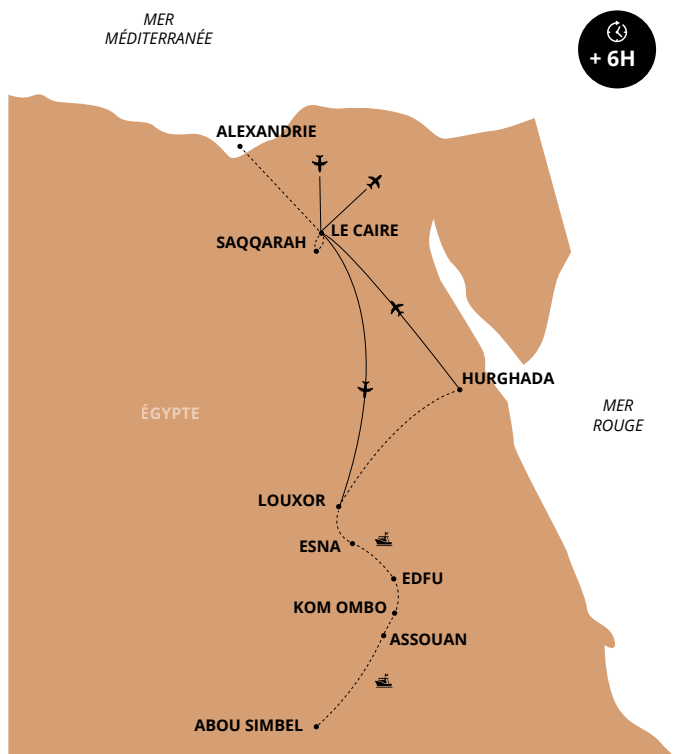 MER
MÉDITERRANÉE
+ 6H
ALEXANDRIE
LE CAIRE
SAQQARAH
HURGHADA
MER
ROUGE
ÉGYPTE
LOUXOR
ESNA
EDFU
KOM OMBO
ASSOUAN
ABOU SIMBEL